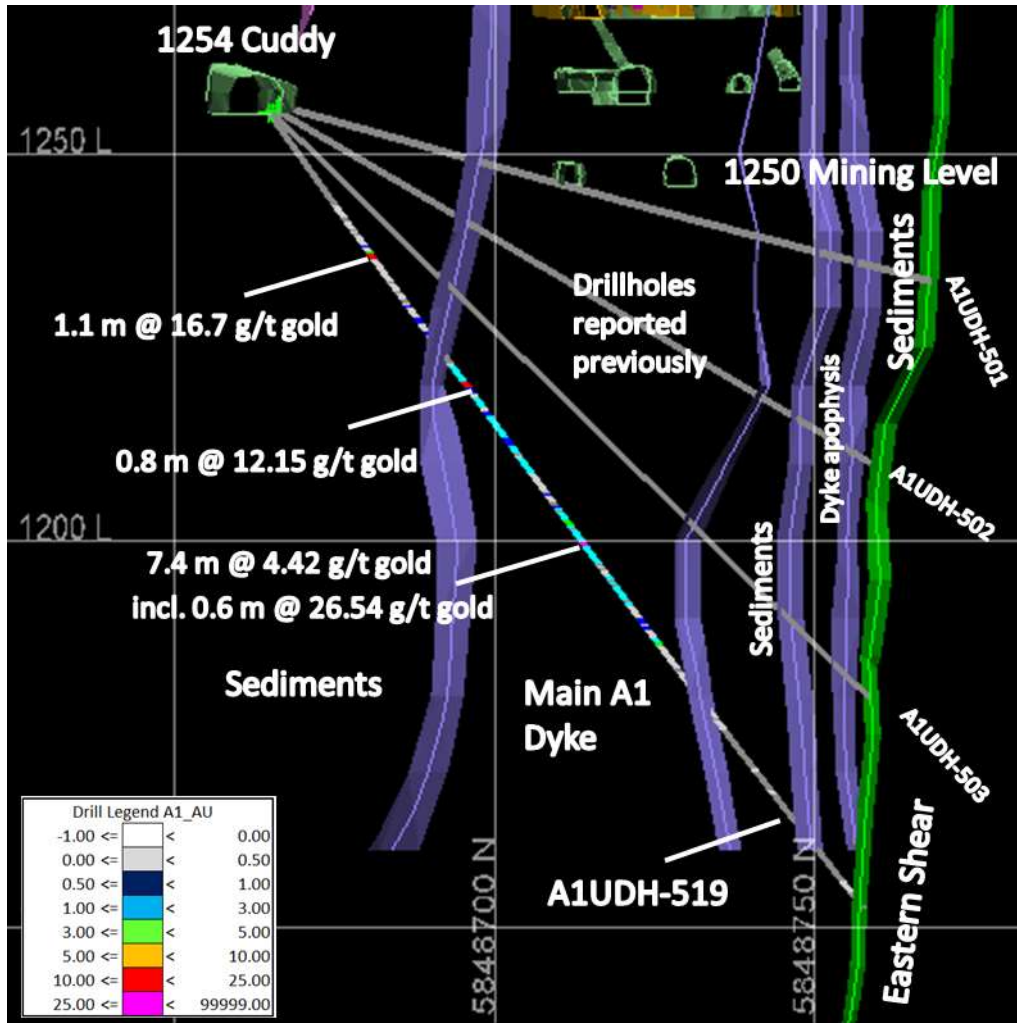 1254 Cuddy
1250 L
1250 Mining Level
Sediments
Drillholes
reported
previously
A1UDH-501
1.1 m @ 16.7 g/t gold
Dyke apophysis
0.8 m @ 12.15 g/t gold
A1UDH-502
1200 L
7.4 m @ 4.42 g/t gold
incl. 0.6 m @ 26.54 g/t gold
Sediments
Sediments
Main A1
Dyke
A1UDH-503
Drill Legend A1_AU
-1.00 <= < 0.00
0.00 <= < 0.50
0.50 <= < 1.00
1.00 <= < 3.00
3.00 <= < 5.00
5.00 <= < 10.00
10.00 <= < 25.00
25.00 <= < 99999.00
A1UDH-519
5848700 N
5848750 N
Eastern Shear